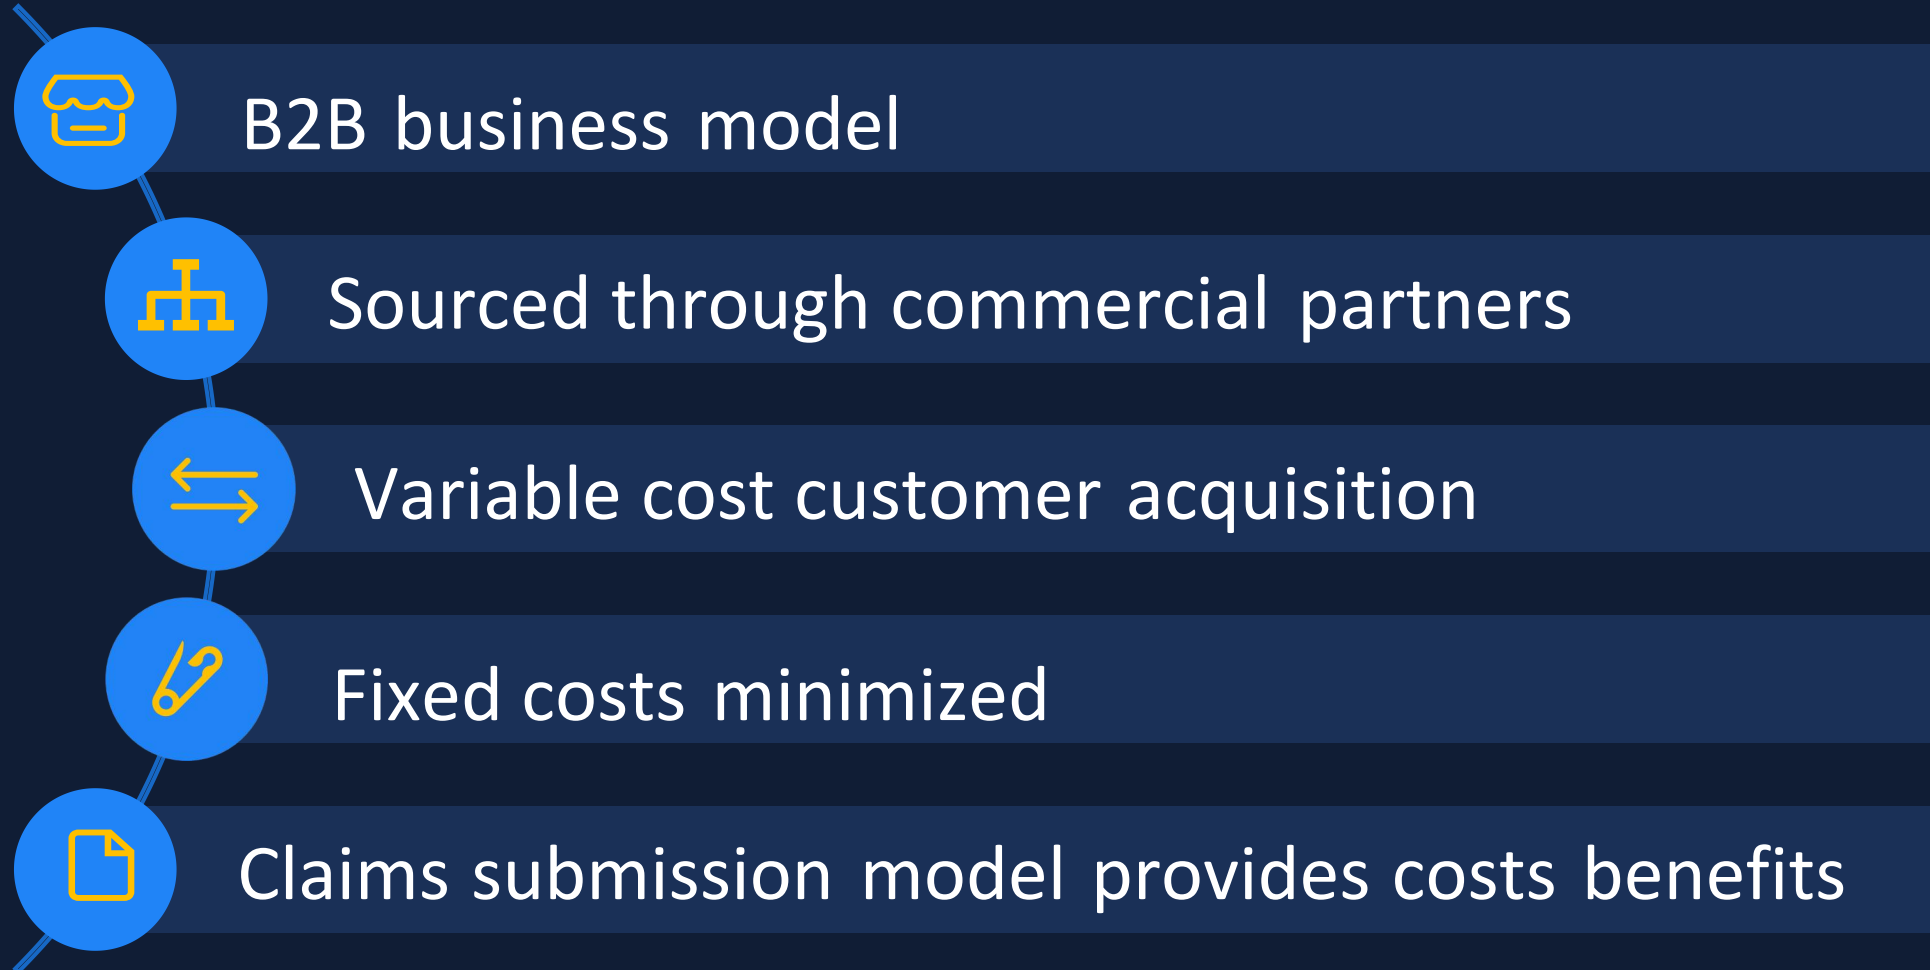 B2B business model
Sourced through commercial partners
Variable cost customer acquisition
Fixed costs minimized
Claims submission model provides costs benefits